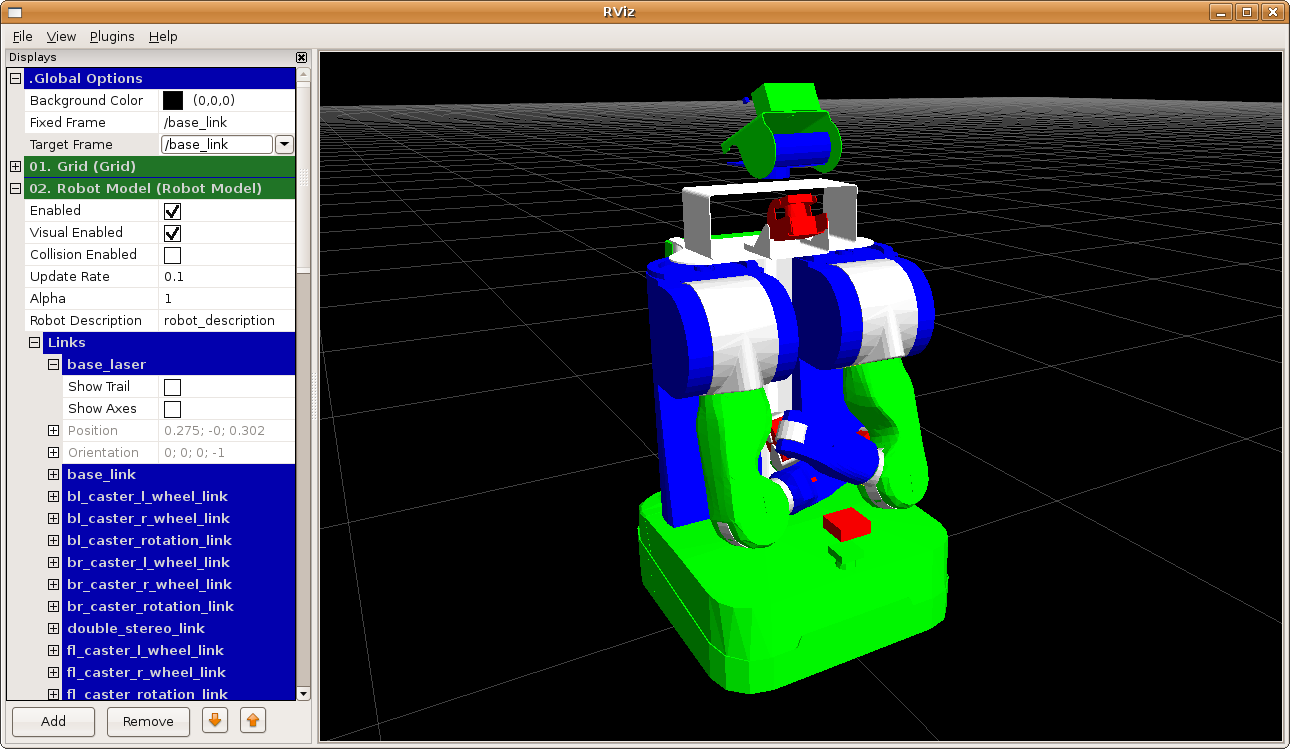 RViz
File View Plugins Help
Displays
.Global Options
Background Color (0,0,0)
Fixed Frame /base_link
Target Frame /base_link
01. Grid (Grid)
02. Robot Model (Robot Model)
Enabled
Visual Enabled
Collision Enabled
Update Rate 0.1
Alpha 1
Robot Description robot_description
Links
base_laser
Show Trail
Show Axes
Position 0.275; -0; 0.302
Orientation 0; 0; 0; -1
base_link
bl_caster_l_wheel_link
bl_caster_r_wheel_link
bl_caster_rotation_link
br_caster_l_wheel_link
br_caster_r_wheel_link
br_caster_rotation_link
double_stereo_link
fl_caster_l_wheel_link
fl_caster_r_wheel_link
fl_caster_rotation_link
Add Remove